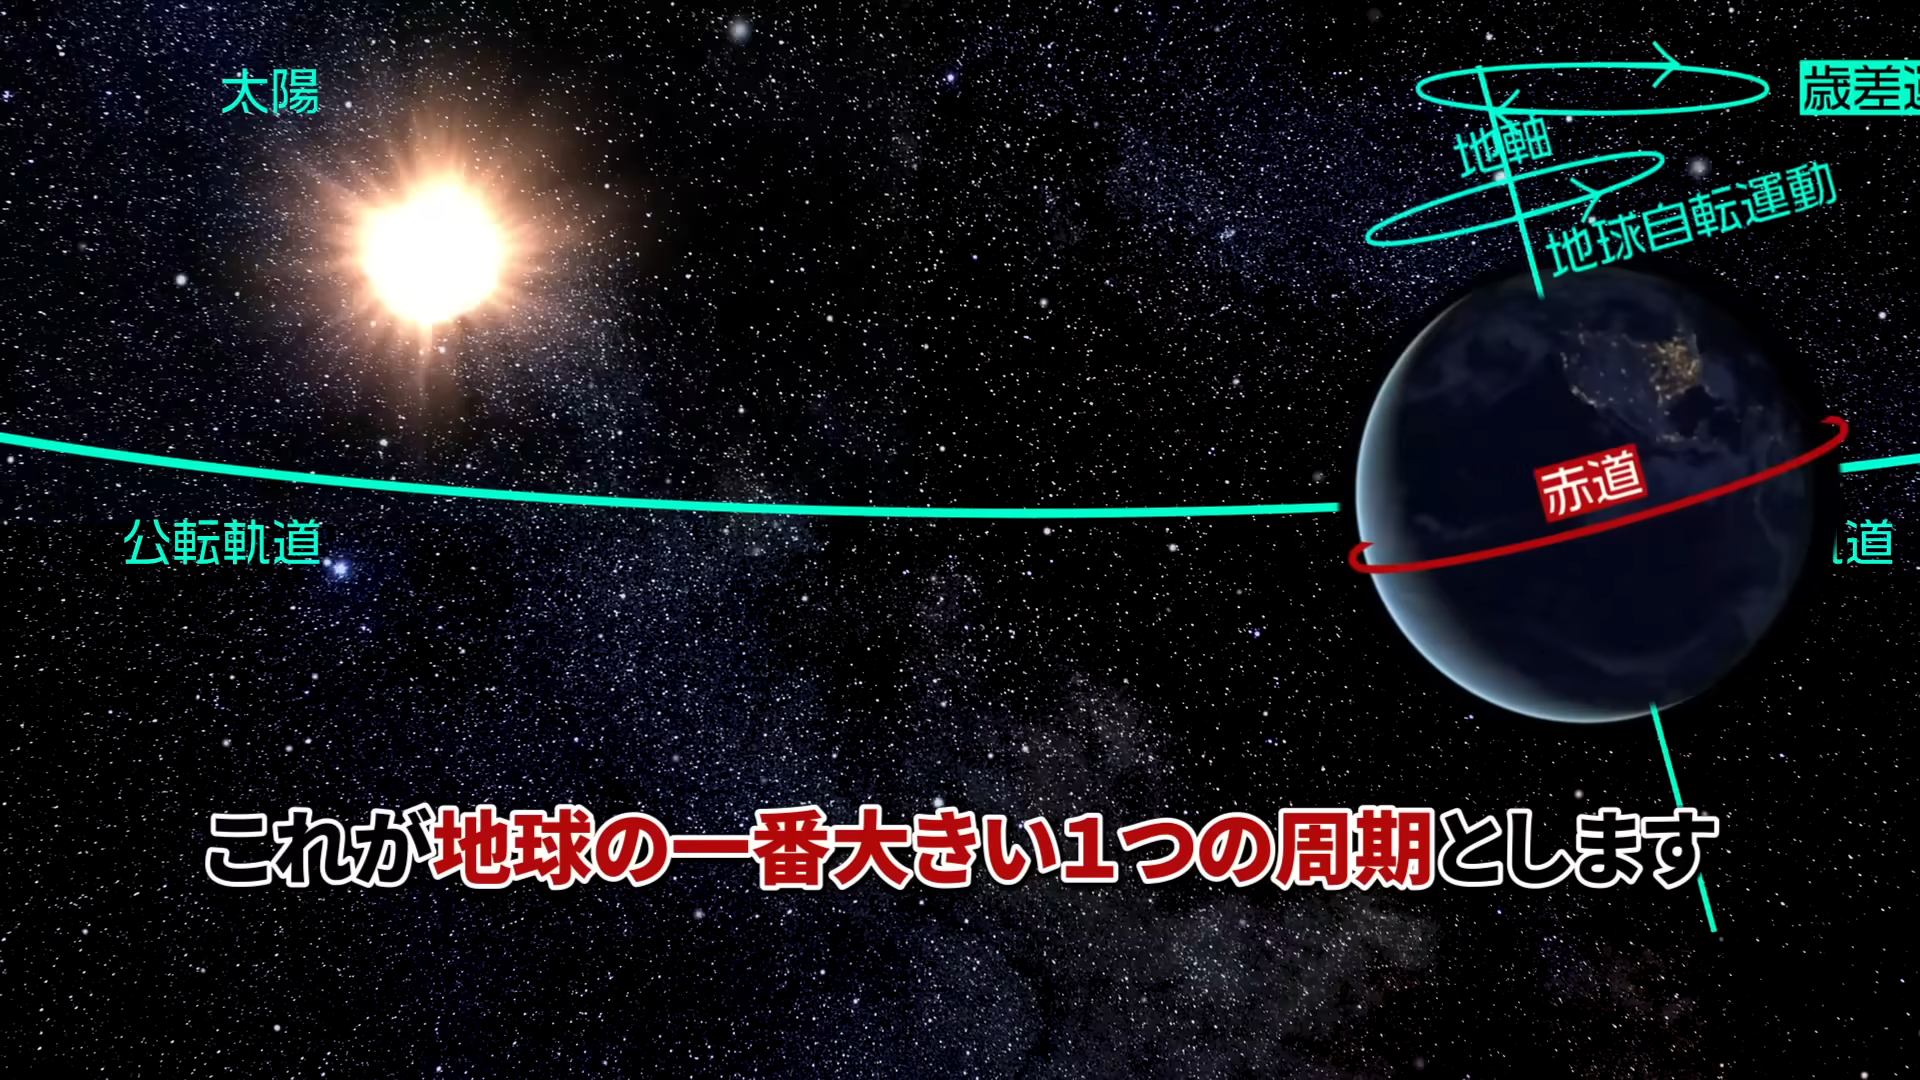 太陽
歳差
地軸
地球自転運動
赤道
公転軌道
道
これが地球の一番大きい1つの周期とします